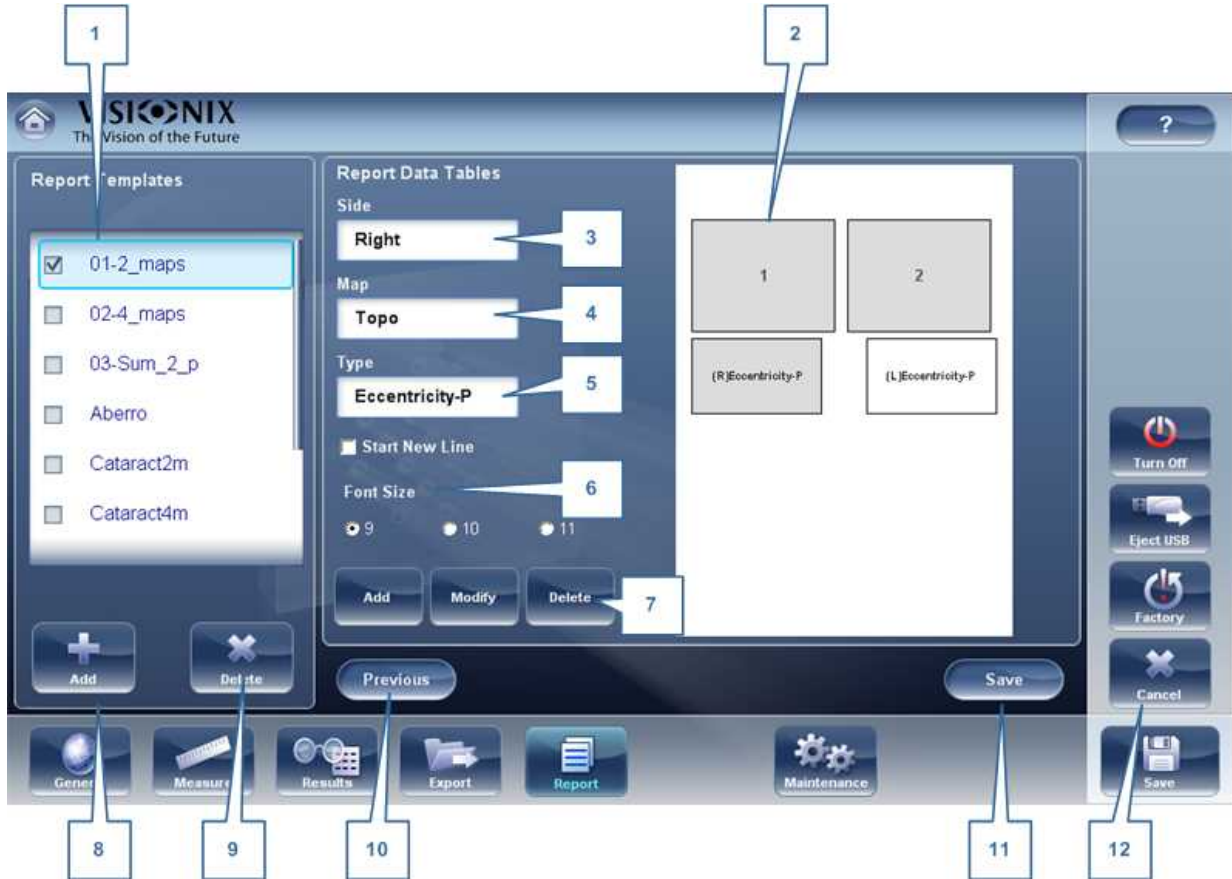 1
2
VISIONIX
The Vision of the Future
?
Report Templates
01-2_maps
02-4_maps
03-Sum_2_p
Aberro
Cataract2m
Cataract4m
Add
Delete
Report Data Tables
Side
Right
3
Map
Topo
4
Type
Eccentricity-P
5
Start New Line
Font Size
6
9 10 11
Add Modify Delete
7
1 2
(R)Eccentricity-P (L)Eccentricity-P
Previous
Save
Turn Off
Eject USB
Factory
Cancel
General Measure Results Export Report Maintenance Save
8 9 10 11 12